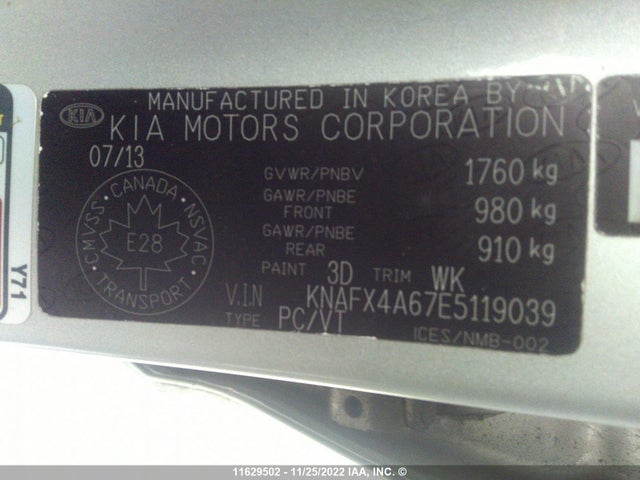 MANUFACTURED IN KOREA BY
KIA KIA MOTORS CORPORATION
07/13
GVWR/PNBV 1760 kg
GAWR/PNBE FRONT 980 kg
GAWR/PNBE REAR 910 kg
PAINT 3D TRIM WK
CANADA
CMVSS NSVAC
E28
TRANSPORT
V.I.N KNAFX4A67E5119039
TYPE PC/VT
ICES/NMB-002
Y71
11629502 - 11/25/2022 IAA, INC. ©